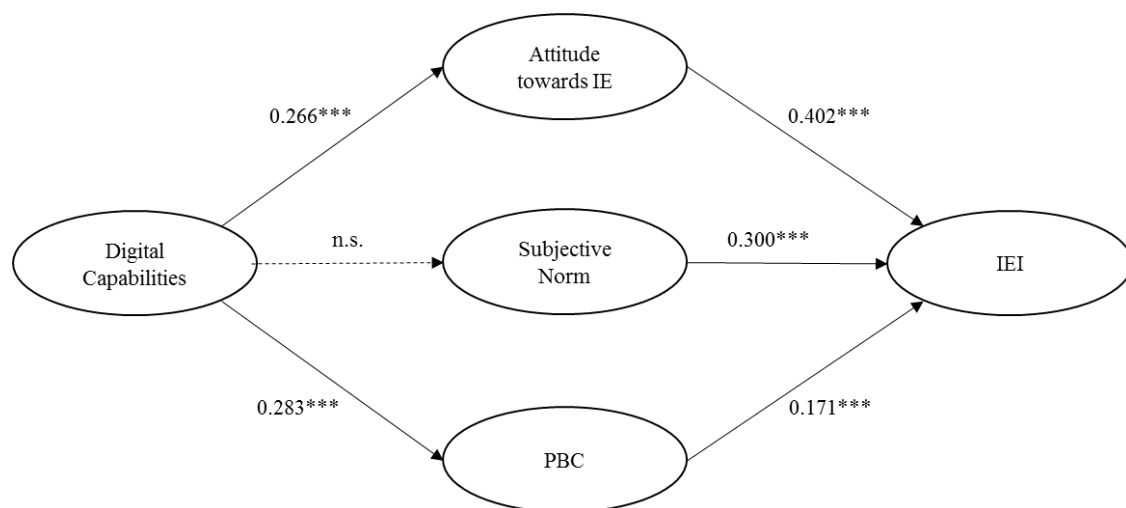 Attitude
towards IE
0.266***
0.402***
Digital
Capabilities
n.s.
Subjective
Norm
0.300***
IEI
0.283***
0.171***
PBC